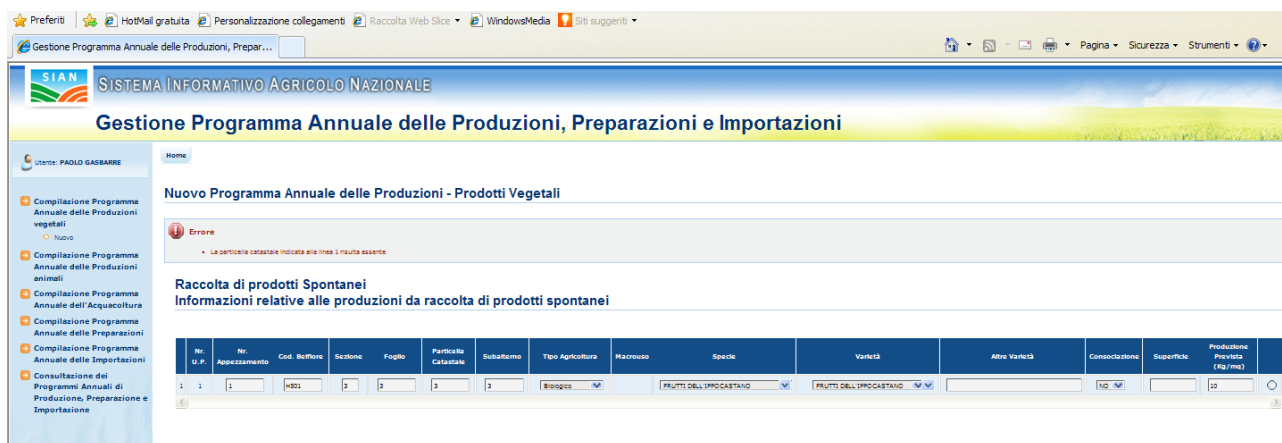 Preferiti HotMail gratuita Personalizzazione collegamenti Raccolta Web Slice WindowsMedia Siti suggeriti
Gestione Programma Annuale delle Produzioni, Prepar... Pagina Sicurezza Strumenti
SIAN SISTEMA INFORMATIVO AGRICOLO NAZIONALE
Gestione Programma Annuale delle Produzioni, Preparazioni e Importazioni
Utente: PAOLO GASBARRE
Home
Compilazione Programma
Annuale delle Produzioni
vegetali
Nuovo
Compilazione Programma
Annuale delle Produzioni
animali
Compilazione Programma
Annuale dell'Acquacoltura
Compilazione Programma
Annuale delle Preparazioni
Compilazione Programma
Annuale delle Importazioni
Consultazione dei
Programmi Annuali di
Produzione, Preparazione e
Importazione
Nuovo Programma Annuale delle Produzioni - Prodotti Vegetali
Errore
La particella catastale indicata alla linea 1 risulta assente
Raccolta di prodotti Spontanei
Informazioni relative alle produzioni da raccolta di prodotti spontanei
Nr. U.P. Nr. Appezzamento Cod. Belfiore Sezione Foglio Particella Catastale Subalterno Tipo Agricoltura Macrouso Specie Varietà Altre Varietà Consociazione Superficie Produzione Prevista (Kg/mq)
1 1 1 H501 3 3 3 3 Biologico FRUTTI DELL'IPPOCASTANO FRUTTI DELL'IPPOCASTANO NO 10